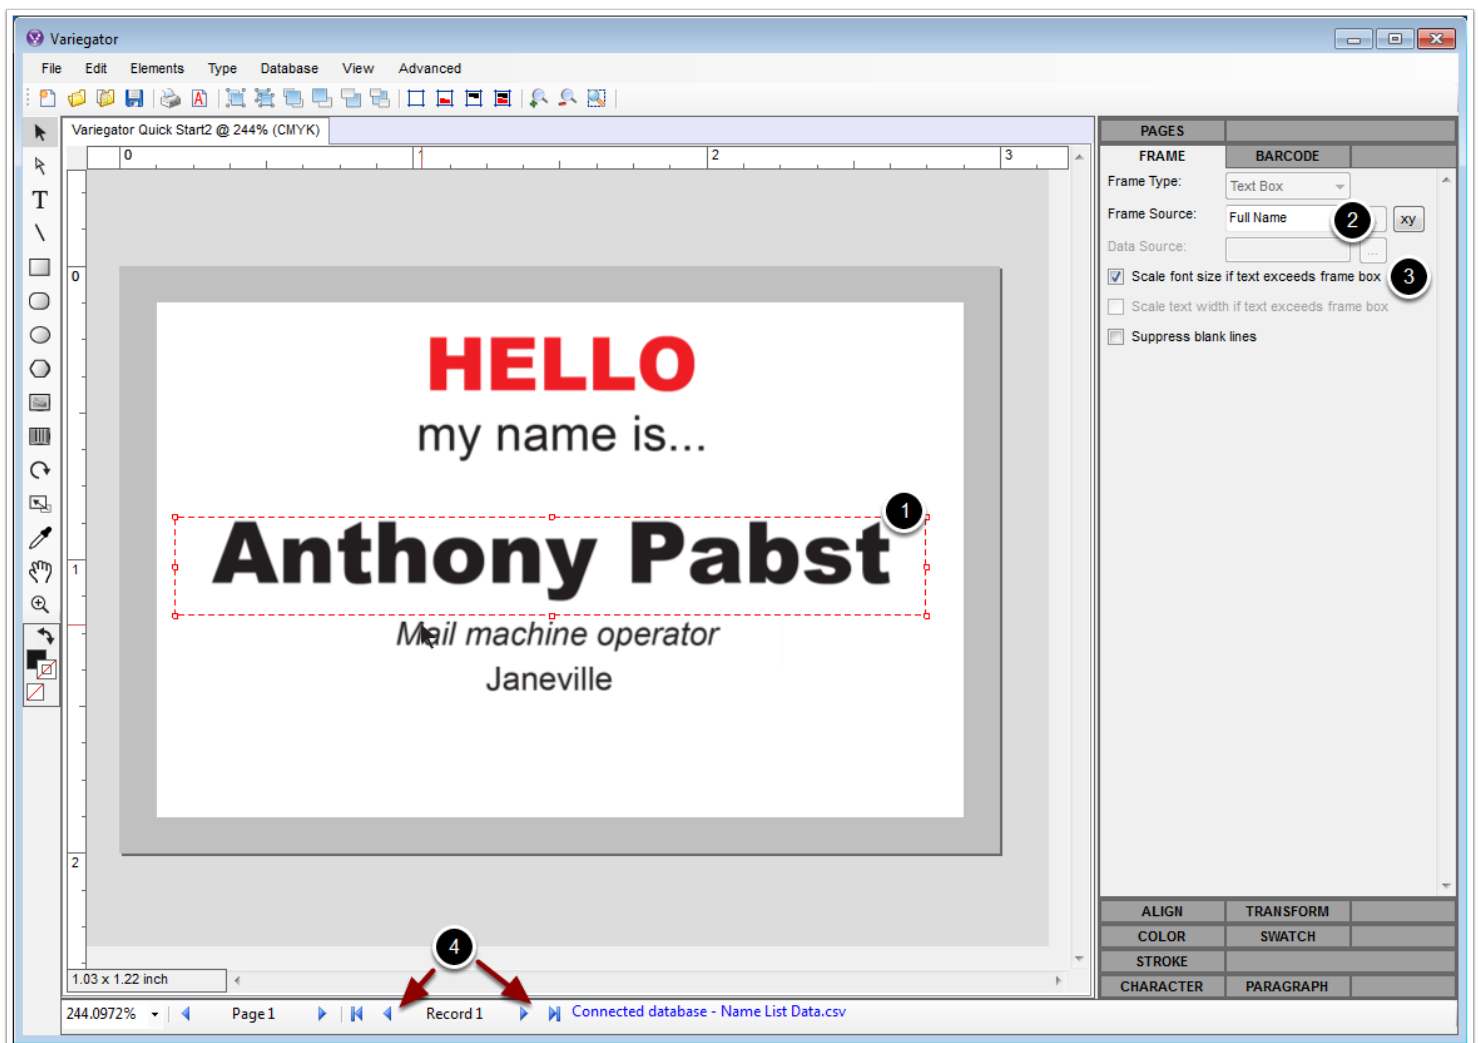 Variegator
File Edit Elements Type Database View Advanced
Variegator Quick Start2 @ 244% (CMYK)
0 1 2 3
0
1
2
HELLO
my name is...
Anthony Pabst
1
Mail machine operator
Janeville
PAGES
FRAME BARCODE
Frame Type: Text Box
Frame Source: Full Name 2 xy
Data Source: ...
Scale font size if text exceeds frame box 3
Scale text width if text exceeds frame box
Suppress blank lines
ALIGN TRANSFORM
COLOR SWATCH
STROKE
CHARACTER PARAGRAPH
4
1.03 x 1.22 inch
244.0972% Page 1 Record 1 Connected database - Name List Data.csv